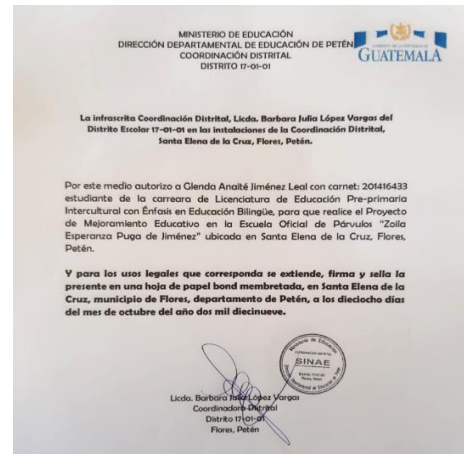 MINISTERIO DE EDUCACIÓN
DIRECCIÓN DEPARTAMENTAL DE EDUCACIÓN DE PETÉN
COORDINACIÓN DISTRITAL
DISTRITO 17-01-01
GUATEMALA
La infrascrita Coordinación Distrital, Licda. Barbara Julia López Vargas del
Distrito Escolar 17-01-01 en las instalaciones de la Coordinación Distrital,
Santa Elena de la Cruz, Flores, Petén.
Por este medio autorizo a Glenda Anaité Jiménez Leal con carnet: 201416433
estudiante de la carreara de Licenciatura de Educación Pre-primaria
Intercultural con Énfasis en Educación Bilingüe, para que realice el Proyecto
de Mejoramiento Educativo en la Escuela Oficial de Párvulos "Zoila
Esperanza Puga de Jiménez" ubicada en Santa Elena de la Cruz, Flores,
Petén.
Y para los usos legales que corresponda se extiende, firma y sella la
presente en una hoja de papel bond membretada, en Santa Elena de la
Cruz, municipio de Flores, departamento de Petén, a los dieciocho días
del mes de octubre del año dos mil diecinueve.
Ministerio de Educación
COORDINACIÓN DISTRITAL
SINAE
Licda. Barbara Julia López Vargas
Coordinadora Distrital
Distrito 17-01-01
Flores, Petén